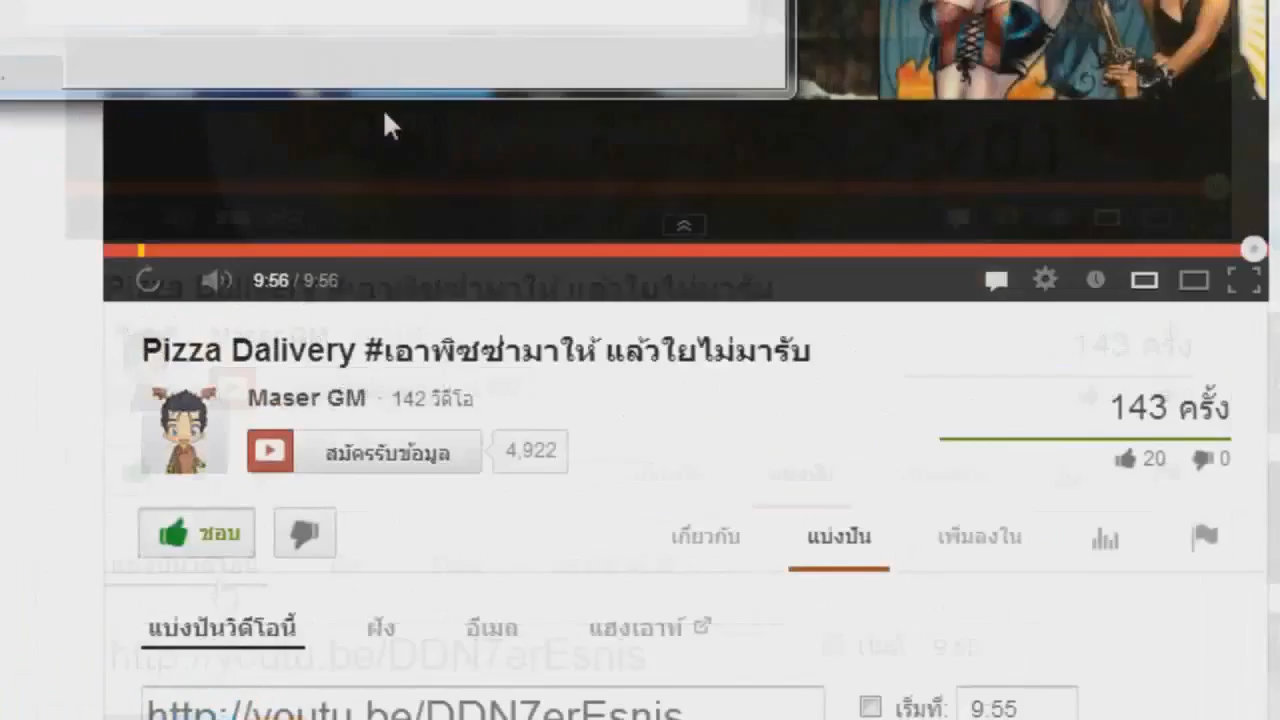 9:56 / 9:56
Pizza Dalivery #เอาพิซซ่ามาให้ แล้วใยไม่มารับ
Maser GM · 142 วิดีโอ
143 ครั้ง
สมัครรับข้อมูล 4,922
20 0
ชอบ
เกี่ยวกับ แบ่งปัน เพิ่มลงใน
แบ่งปันวิดีโอนี้ ฝัง อีเมล แฮงเอาท์
http://youtu.be/DDN7erEsnis
เริ่มที่: 9:55